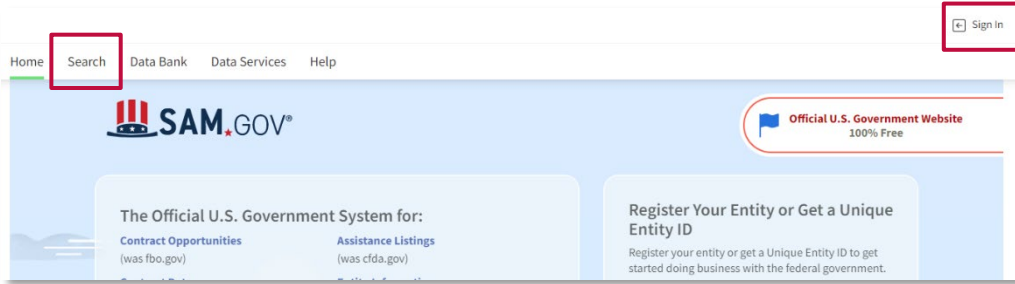 Sign In
Home Search Data Bank Data Services Help
SAM.GOV®
Official U.S. Government Website
100% Free
The Official U.S. Government System for:
Contract Opportunities
(was fbo.gov)
Assistance Listings
(was cfda.gov)
Register Your Entity or Get a Unique
Entity ID
Register your entity or get a Unique Entity ID to get
started doing business with the federal government.